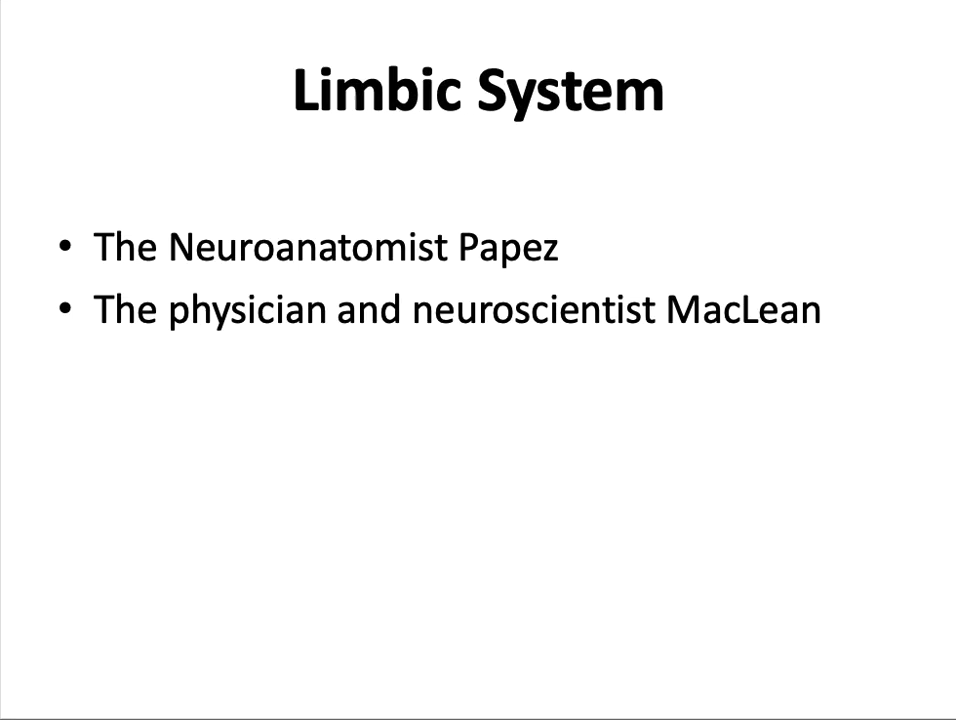 Limbic System
• The Neuroanatomist Papez
• The physician and neuroscientist MacLean